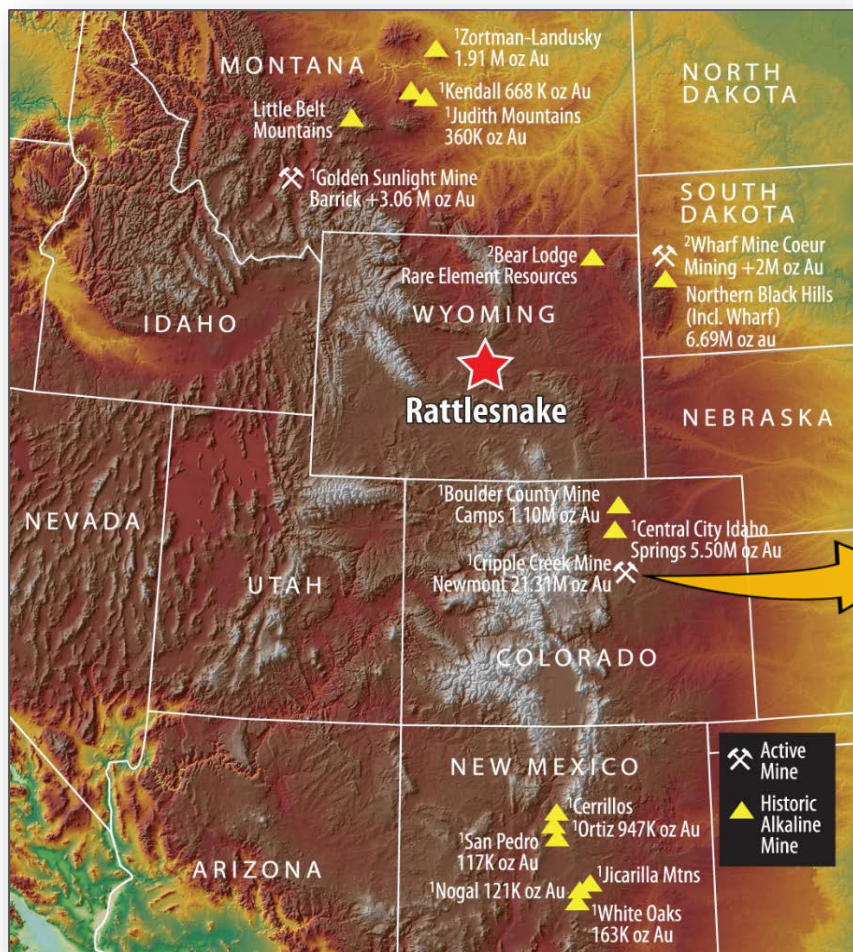 ¹Zortman-Landusky
1.91 M oz Au
MONTANA
NORTH
DAKOTA
¹Kendall 668 K oz Au
Little Belt
Mountains
¹Judith Mountains
360K oz Au
¹Golden Sunlight Mine
Barrick +3.06 M oz Au
SOUTH
DAKOTA
²Wharf Mine Coeur
Mining +2M oz Au
²Bear Lodge
Rare Element Resources
Northern Black Hills
(Incl. Wharf)
6.69M oz au
IDAHO
WYOMING
Rattlesnake
NEBRASKA
¹Boulder County Mine
Camps 1.10M oz Au
NEVADA
¹Central City Idaho
Springs 5.50M oz Au
¹Cripple Creek Mine
Newmont 21.31M oz Au
UTAH
COLORADO
NEW MEXICO
Active
Mine
Historic
Alkaline
Mine
¹Cerrillos
¹Ortiz 947K oz Au
¹San Pedro
117K oz Au
ARIZONA
¹Jicarilla Mtns
¹Nogal 121K oz Au
¹White Oaks
163K oz Au